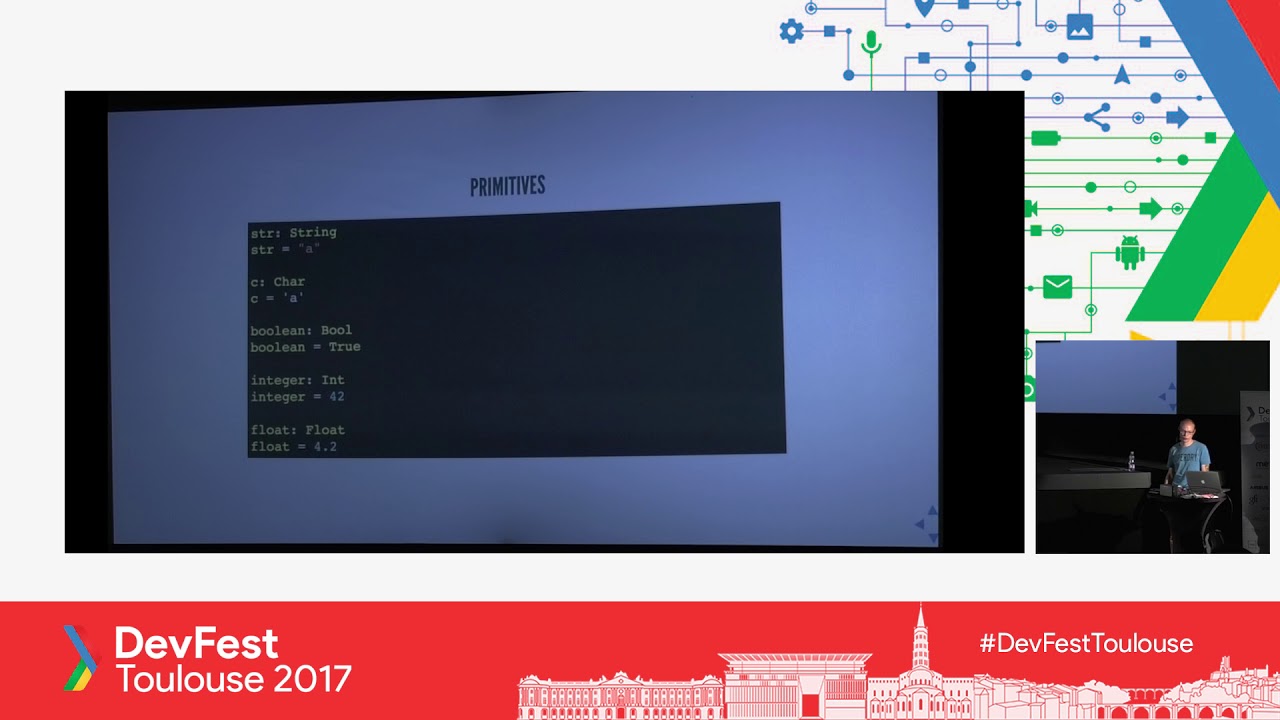 PRIMITIVES
str: String
str = "a"
c: Char
c = 'a'
boolean: Bool
boolean = True
integer: Int
integer = 42
float: Float
float = 4.2
DevFest
Toulouse 2017
#DevFestToulouse